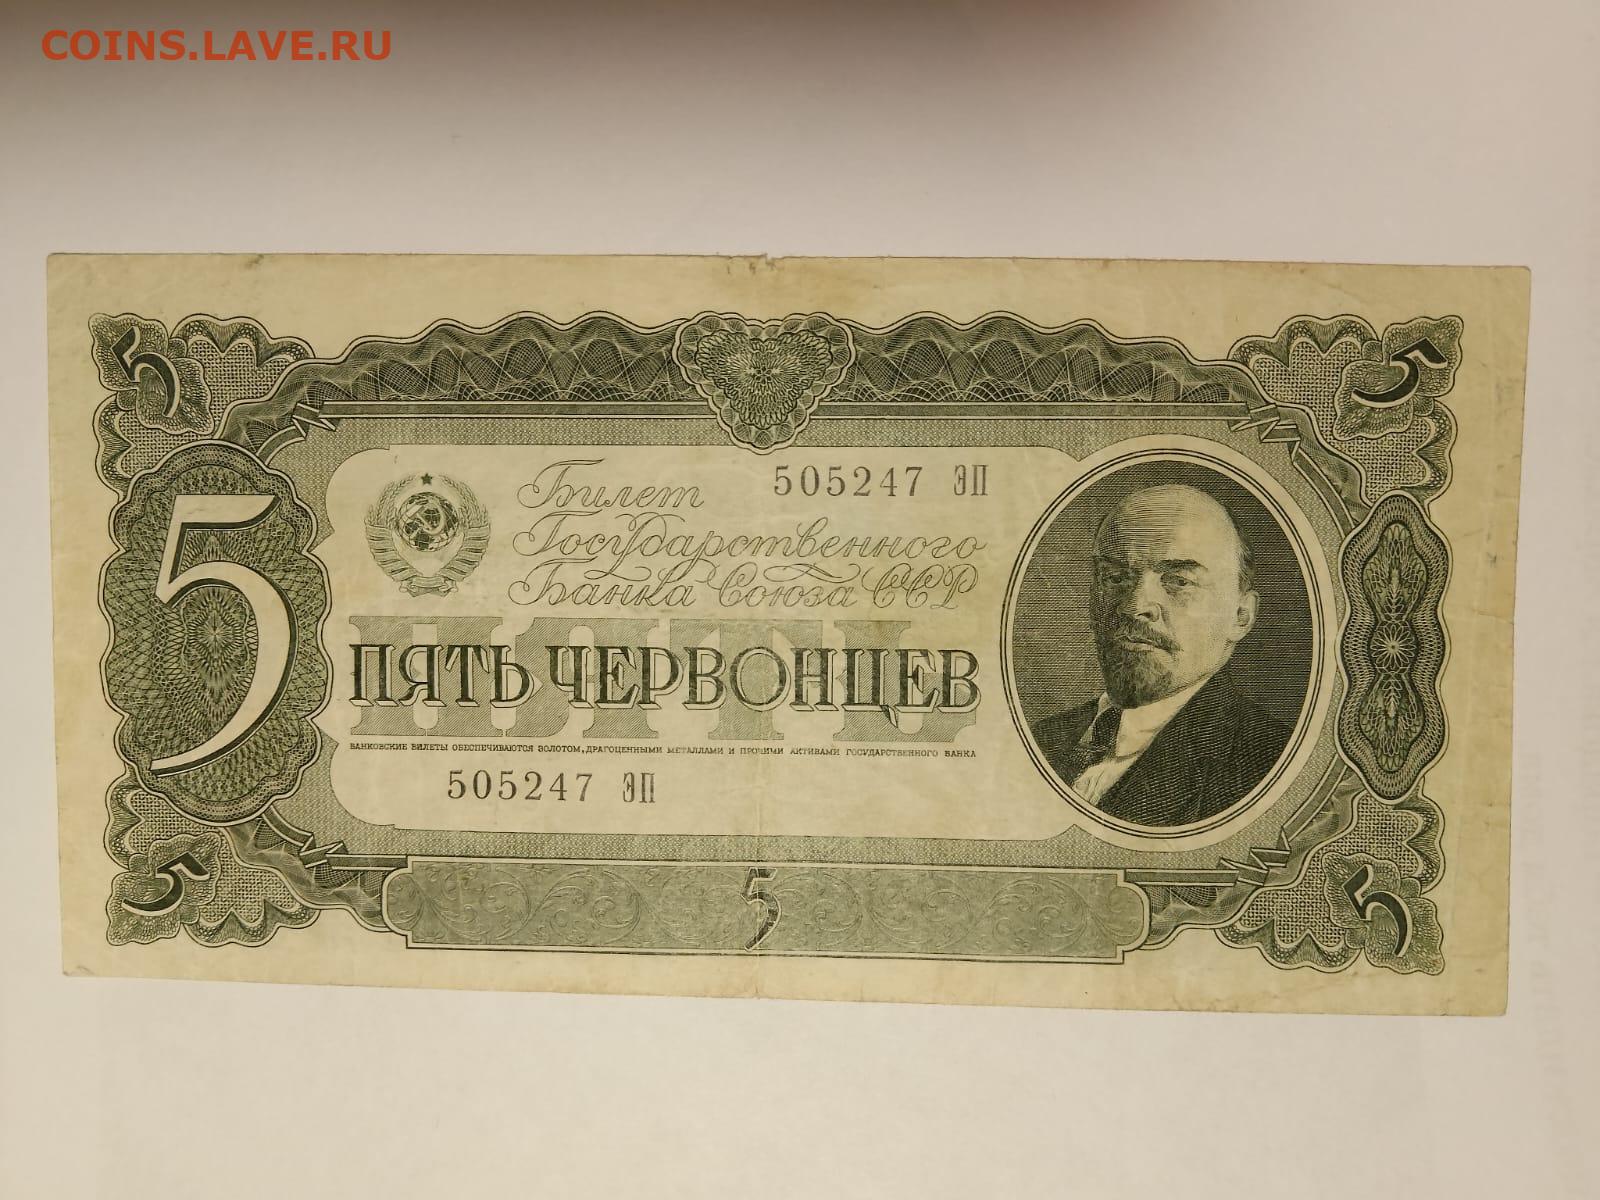 COINS.LAVE.RU
5 5
Билет 505247 ЭП
Государственного
Банка Союза ССР
5
ПЯТЬ
ПЯТЬ ЧЕРВОНЦЕВ
БАНКОВСКИЕ БИЛЕТЫ ОБЕСПЕЧИВАЮТСЯ ЗОЛОТОМ, ДРАГОЦЕННЫМИ МЕТАЛЛАМИ И ПРОЧИМИ АКТИВАМИ ГОСУДАРСТВЕННОГО БАНКА
505247 ЭП
5 5 5